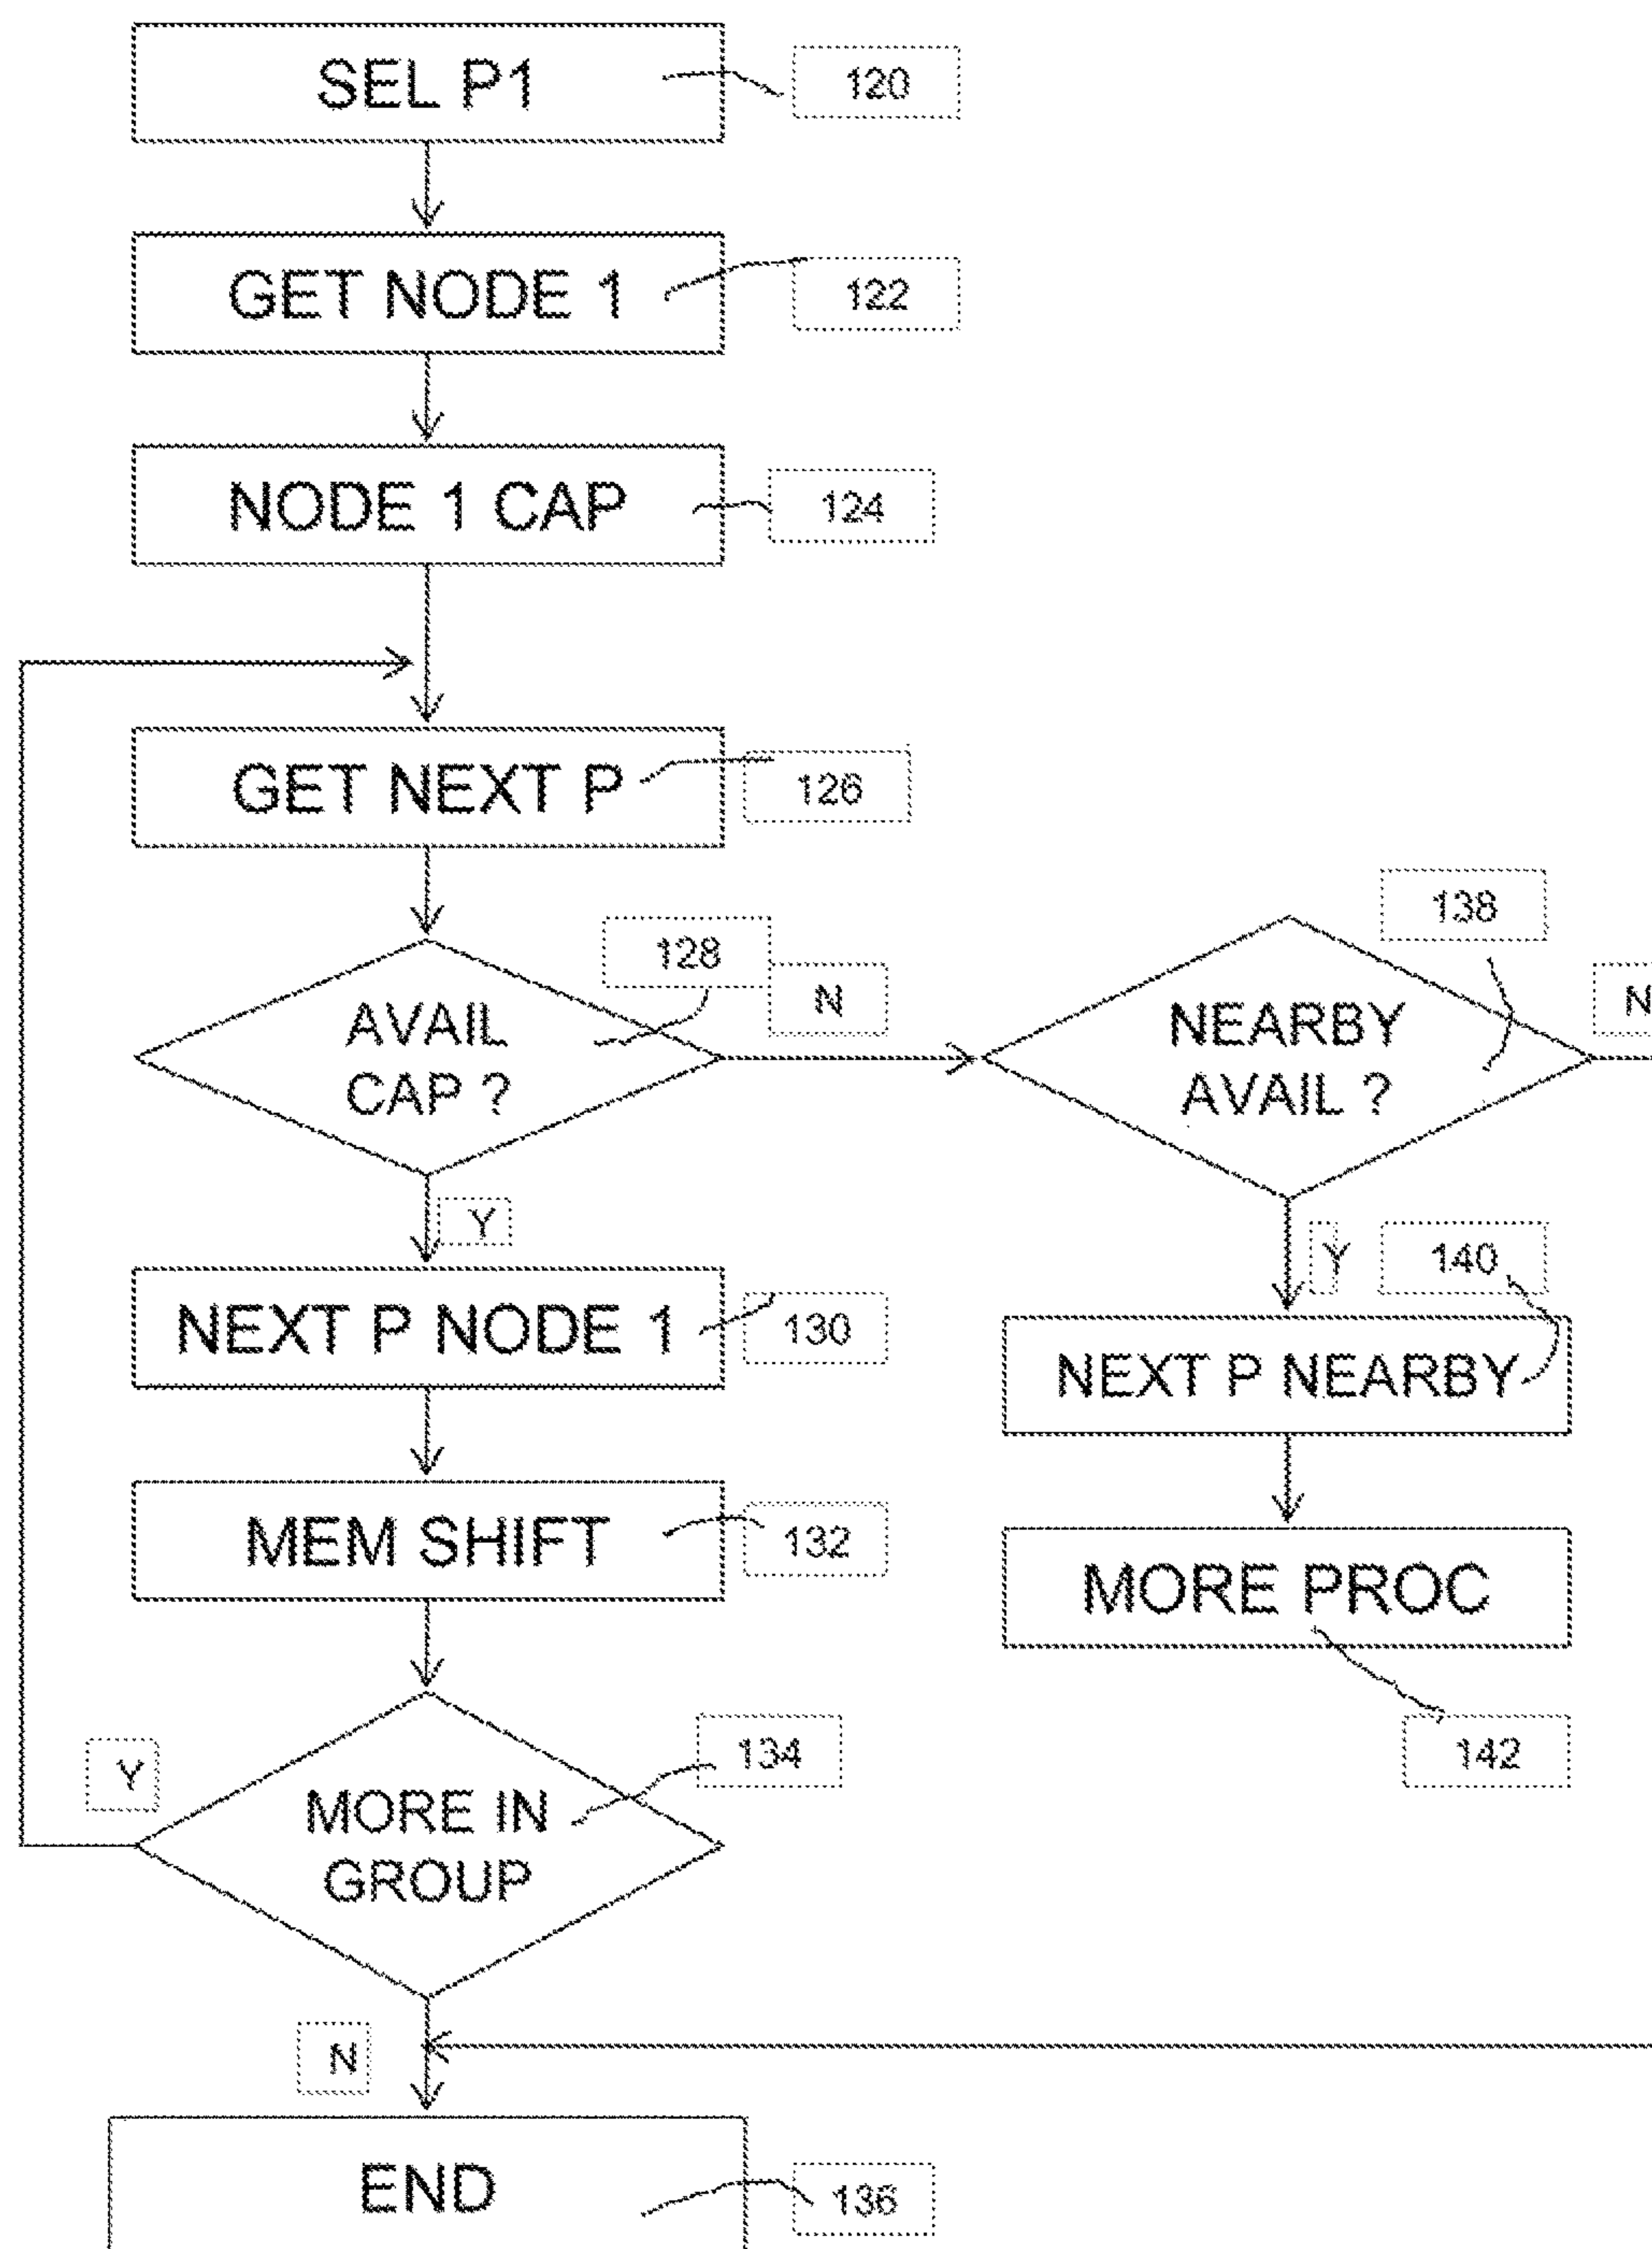 SEL P1
120
GET NODE 1
122
NODE 1 CAP
124
GET NEXT P
126
128
N
138
N
AVAIL
CAP ?
NEARBY
AVAIL ?
Y
Y
140
NEXT P NODE 1
130
NEXT P NEARBY
MEM SHIFT
132
MORE PROC
142
134
Y
MORE IN
GROUP
N
END
136